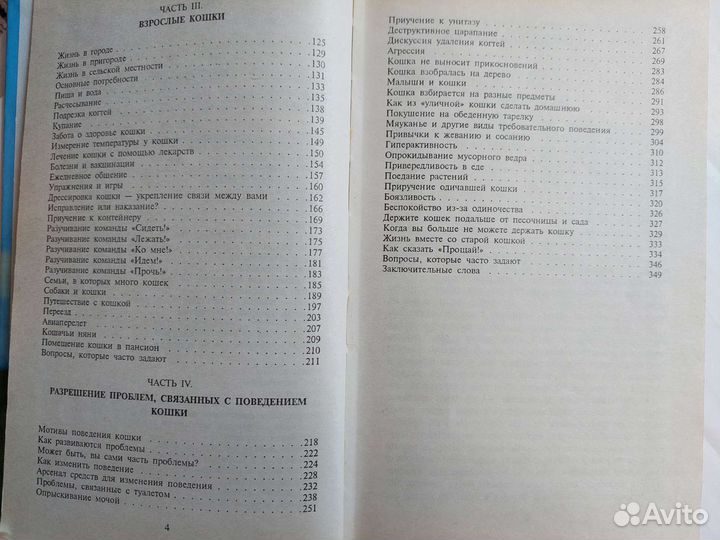 ЧАСТЬ III.
ВЗРОСЛЫЕ КОШКИ
Жизнь в городе . . . 125
Жизнь в пригороде . . . 129
Жизнь в сельской местности . . . 130
Основные потребности . . . 131
Пища и вода . . . 133
Расчесывание . . . 135
Подрезка когтей . . . 138
Купание . . . 139
Забота о здоровье кошки . . . 145
Измерение температуры у кошки . . . 149
Лечение кошки с помощью лекарств . . . 150
Болезни и вакцинации . . . 154
Ежедневное общение . . . 157
Упражнения и игры . . . 160
Дрессировка кошки — укрепление связи между вами . . . 162
Исправление или наказание? . . . 166
Приучение к контейнеру . . . 169
Разучивание команды «Сидеть!» . . . 173
Разучивание команды «Лежать!» . . . 175
Разучивание команды «Ко мне!» . . . 177
Разучивание команды «Идем!» . . . 181
Разучивание команды «Прочь!» . . . 183
Семьи, в которых много кошек . . . 185
Собаки и кошки . . . 189
Путешествие с кошкой . . . 197
Переезд . . . 203
Авиаперелет . . . 207
Кошачьи няни . . . 209
Помещение кошки в пансион . . . 210
Вопросы, которые часто задают . . . 211
ЧАСТЬ IV.
РАЗРЕШЕНИЕ ПРОБЛЕМ, СВЯЗАННЫХ С ПОВЕДЕНИЕМ
КОШКИ
Мотивы поведения кошки . . . 218
Как развиваются проблемы . . . 222
Может быть, вы сами часть проблемы? . . . 224
Как изменить поведение . . . 228
Арсенал средств для изменения поведения . . . 232
Проблемы, связанные с туалетом . . . 238
Опрыскивание мочой . . . 251
4
Приучение к унитазу . . . 258
Деструктивное царапание . . . 261
Дискуссия удаления когтей . . . 267
Агрессия . . . 269
Кошка не выносит прикосновений . . . 283
Кошка взобралась на дерево . . . 284
Малыши и кошки . . . 286
Кошка взбирается на разные предметы . . . 291
Как из «уличной» кошки сделать домашнюю . . . 293
Покушение на обеденную тарелку . . . 298
Мяуканье и другие виды требовательного поведения . . . 299
Привычки к жеванию и сосанию . . . 304
Гиперактивность . . . 310
Опрокидывание мусорного ведра . . . 312
Привередливость в еде . . . 313
Поедание растений . . . 315
Приручение одичавшей кошки . . . 317
Боязливость . . . 320
Беспокойство из-за одиночества . . . 326
Держите кошек подальше от песочницы и сада . . . 327
Когда вы больше не можете держать кошку . . . 329
Жизнь вместе со старой кошкой . . . 333
Как сказать «Прощай!» . . . 334
Вопросы, которые часто задают . . . 346
Заключительные слова . . . 349
Avito